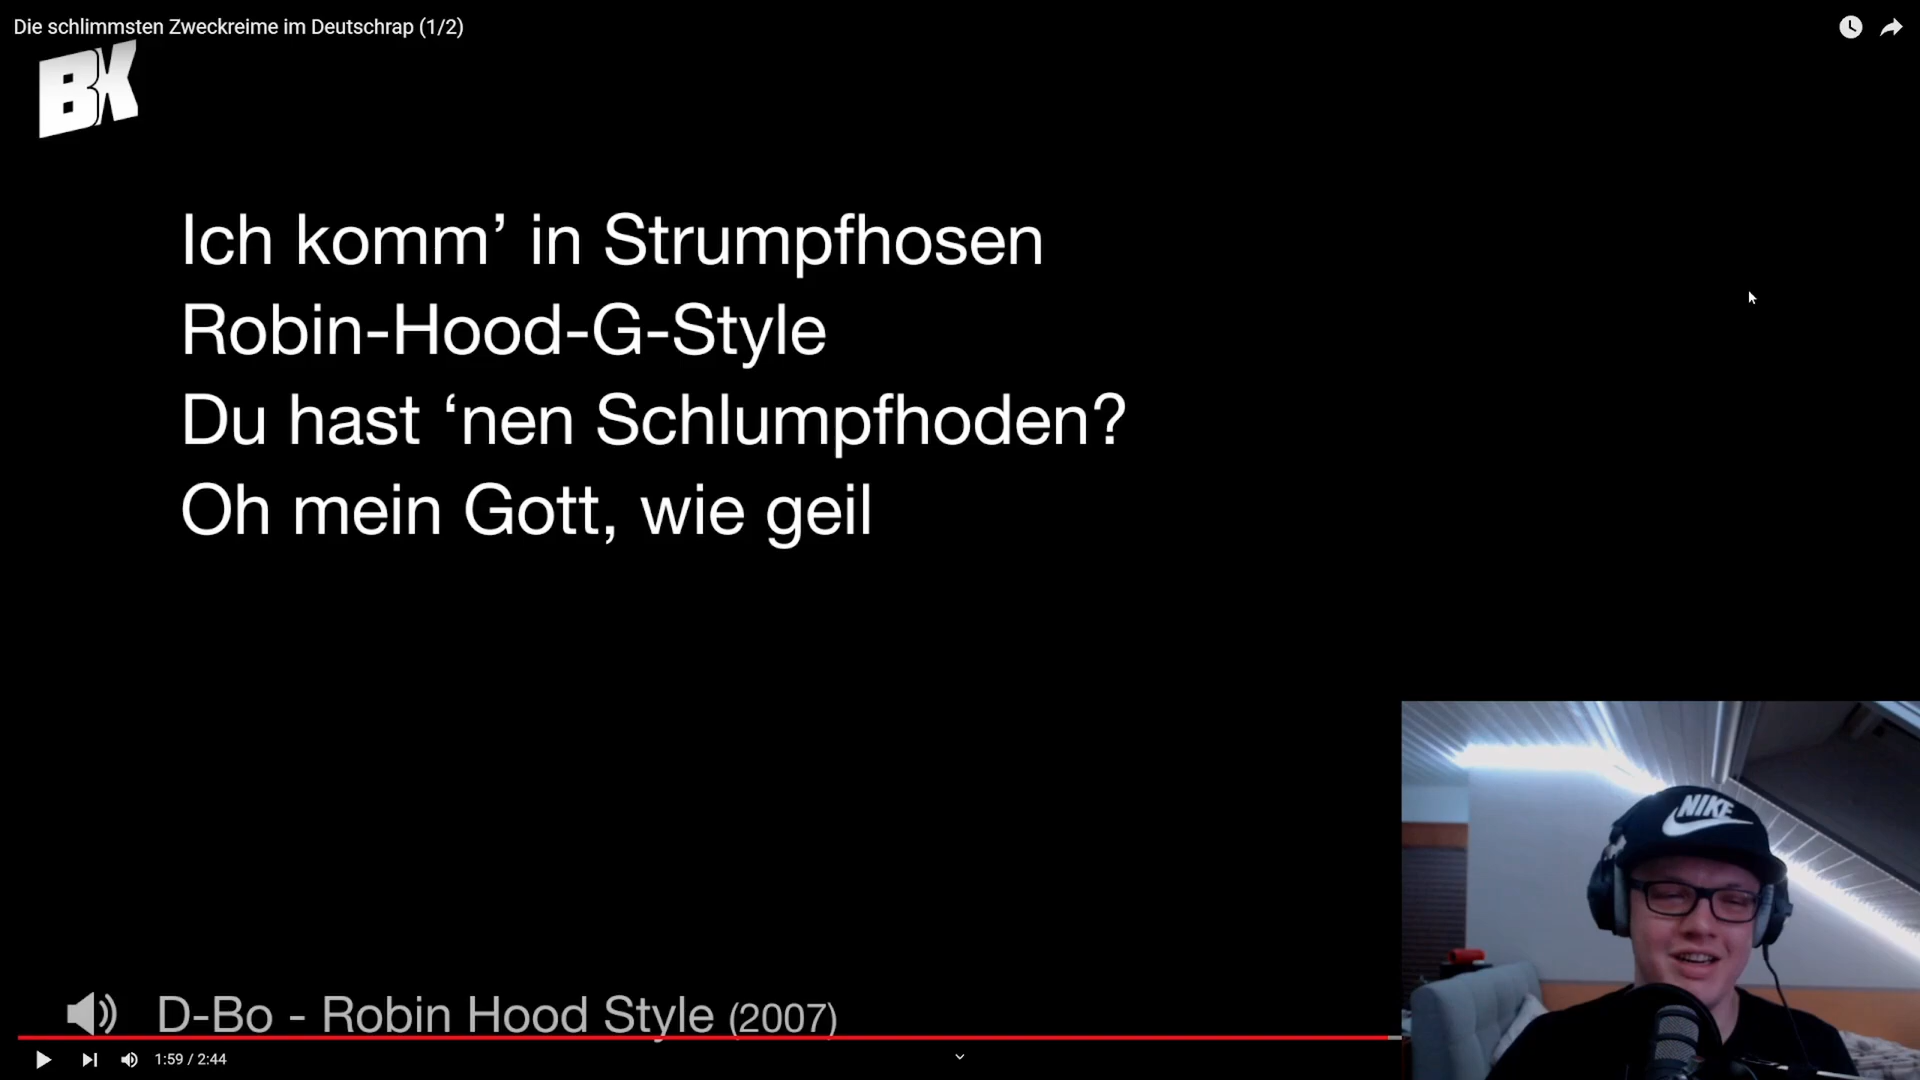 Die schlimmsten Zweckreime im Deutschrap (1/2)
BK
Ich komm’ in Strumpfhosen
Robin-Hood-G-Style
Du hast ‘nen Schlumpfhoden?
Oh mein Gott, wie geil
NIKE
D-Bo - Robin Hood Style (2007)
1:59 / 2:44